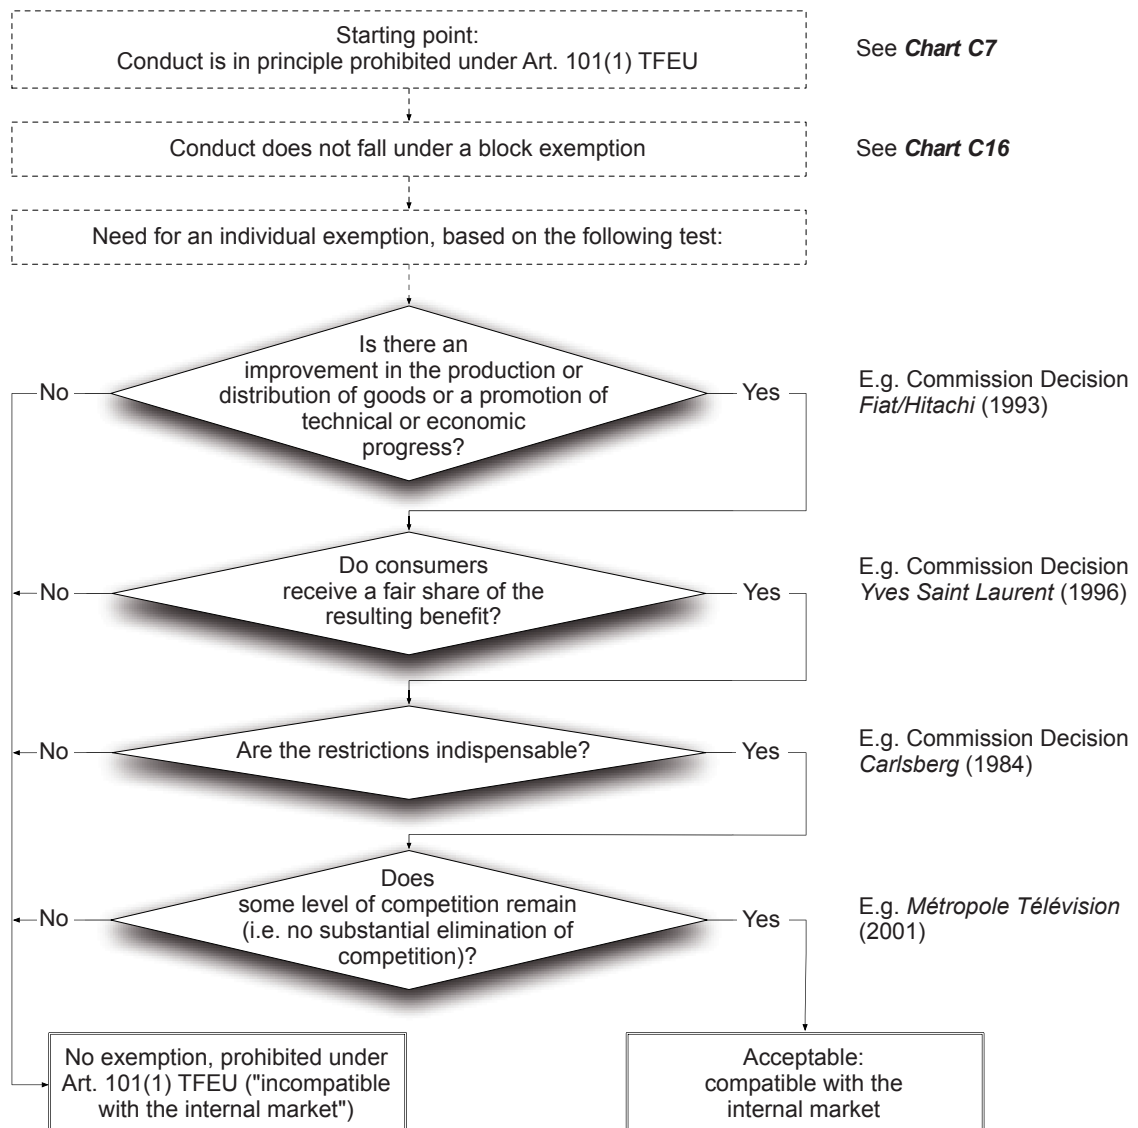 Starting point:
Conduct is in principle prohibited under Art. 101(1) TFEU
See Chart C7
Conduct does not fall under a block exemption
See Chart C16
Need for an individual exemption, based on the following test:
Is there an
improvement in the production or
distribution of goods or a promotion of
technical or economic
progress?
No
Yes
E.g. Commission Decision
Fiat/Hitachi (1993)
Do consumers
receive a fair share of the
resulting benefit?
No
Yes
E.g. Commission Decision
Yves Saint Laurent (1996)
Are the restrictions indispensable?
No
Yes
E.g. Commission Decision
Carlsberg (1984)
Does
some level of competition remain
(i.e. no substantial elimination of
competition)?
No
Yes
E.g. Métropole Télévision
(2001)
No exemption, prohibited under
Art. 101(1) TFEU ("incompatible
with the internal market")
Acceptable:
compatible with the
internal market